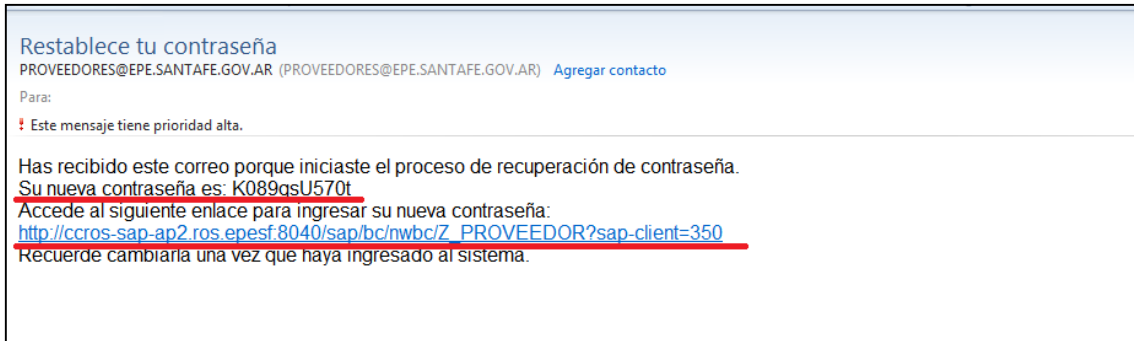 Restablece tu contraseña
PROVEEDORES@EPE.SANTAFE.GOV.AR (PROVEEDORES@EPE.SANTAFE.GOV.AR) Agregar contacto
Para:
! Este mensaje tiene prioridad alta.
Has recibido este correo porque iniciaste el proceso de recuperación de contraseña.
Su nueva contraseña es: K089qsU570t
Accede al siguiente enlace para ingresar su nueva contraseña:
http://ccros-sap-ap2.ros.epesf:8040/sap/bc/nwbc/Z_PROVEEDOR?sap-client=350
Recuerde cambiarla una vez que haya ingresado al sistema.